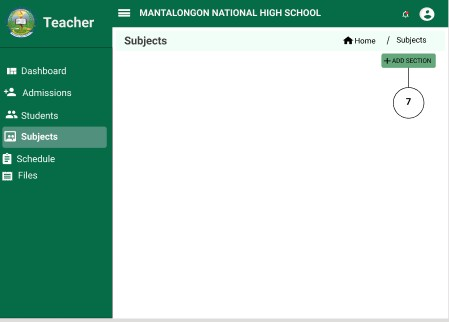 Teacher
MANTALONGON NATIONAL HIGH SCHOOL
Subjects
Home / Subjects
+ ADD SECTION
7
Dashboard
Admissions
Students
Subjects
Schedule
Files